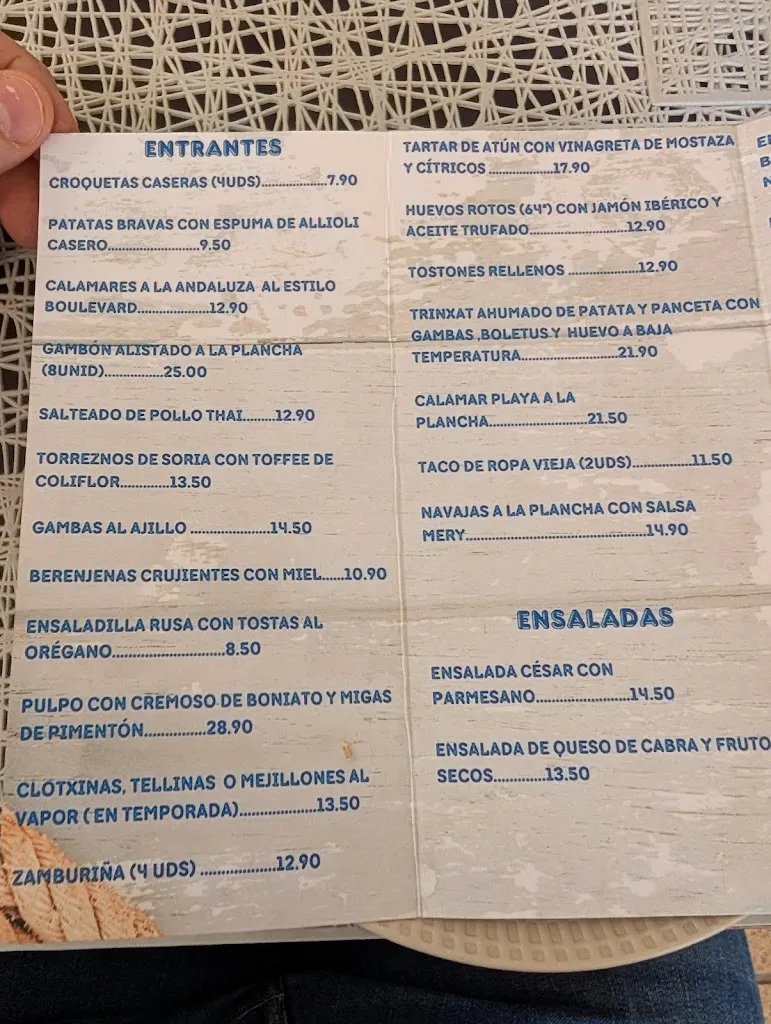 ENTRANTES
CROQUETAS CASERAS (4UDS)....................7.90
PATATAS BRAVAS CON ESPUMA DE ALLIOLI
CASERO............................9.50
CALAMARES A LA ANDALUZA AL ESTILO
BOULEVARD......................12.90
GAMBÓN ALISTADO A LA PLANCHA
(8UNID)..................25.00
SALTEADO DE POLLO THAI.........12.90
TORREZNOS DE SORIA CON TOFFEE DE
COLIFLOR...............13.50
GAMBAS AL AJILLO .........................14.50
BERENJENAS CRUJIENTES CON MIEL......10.90
ENSALADILLA RUSA CON TOSTAS AL
ORÉGANO..................................8.50
PULPO CON CREMOSO DE BONIATO Y MIGAS
DE PIMENTÓN...................28.90
CLOTXINAS, TELLINAS O MEJILLONES AL
VAPOR ( EN TEMPORADA).......................13.50
ZAMBURIÑA (4 UDS) .......................12.90
TARTAR DE ATÚN CON VINAGRETA DE MOSTAZA
Y CÍTRICOS ...................17.90
HUEVOS ROTOS (64º) CON JAMÓN IBÉRICO Y
ACEITE TRUFADO.............................12.90
TOSTONES RELLENOS ....................12.90
TRINXAT AHUMADO DE PATATA Y PANCETA CON
GAMBAS ,BOLETUS Y HUEVO A BAJA
TEMPERATURA.............................21.90
CALAMAR PLAYA A LA
PLANCHA..............................21.50
TACO DE ROPA VIEJA (2UDS)..................11.50
NAVAJAS A LA PLANCHA CON SALSA
MERY......................................................14.90
ENSALADAS
ENSALADA CÉSAR CON
PARMESANO............................14.50
ENSALADA DE QUESO DE CABRA Y FRUTO
SECOS................13.50